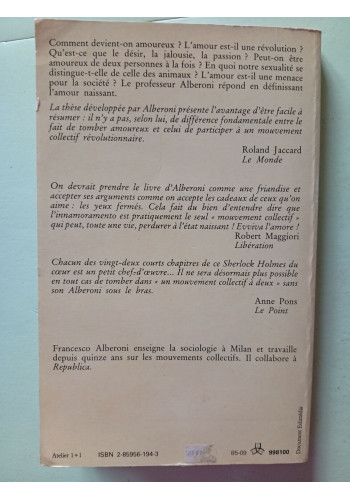 Comment devient-on amoureux ? L'amour est-il une révolution ?
Qu'est-ce que le désir, la jalousie, la passion ? Peut-on être
amoureux de deux personnes à la fois ? En quoi notre sexualité se
distingue-t-elle de celle des animaux ? L'amour est-il une menace
pour la société ? Le professeur Alberoni répond en définissant
l'amour naissant.
La thèse développée par Alberoni présente l'avantage d'être facile à
résumer : il n'y a pas, selon lui, de différence fondamentale entre le
fait de tomber amoureux et celui de participer à un mouvement
collectif révolutionnaire.
Roland Jaccard
Le Monde
On devrait prendre le livre d'Alberoni comme une friandise et
accepter ses arguments comme on accepte les cadeaux de ceux qu'on
aime : les yeux fermés. Cela fait du bien d'entendre dire que
l'innamoramento est pratiquement le seul « mouvement collectif »
qui peut, toute une vie, perdurer à l'état naissant ! Evviva l'amore !
Robert Maggiori
Libération
Chacun des vingt-deux courts chapitres de ce Sherlock Holmes du
cœur est un petit chef-d'œuvre... Il ne sera désormais plus possible
en tout cas de tomber dans « un mouvement collectif à deux » sans
son Alberoni sous le bras.
Anne Pons
Le Point
Francesco Alberoni enseigne la sociologie à Milan et travaille
depuis quinze ans sur les mouvements collectifs. Il collabore à
Republica.
Atelier 1+1
ISBN 2-85956-194-3
85-09
998100
Document Edimedia